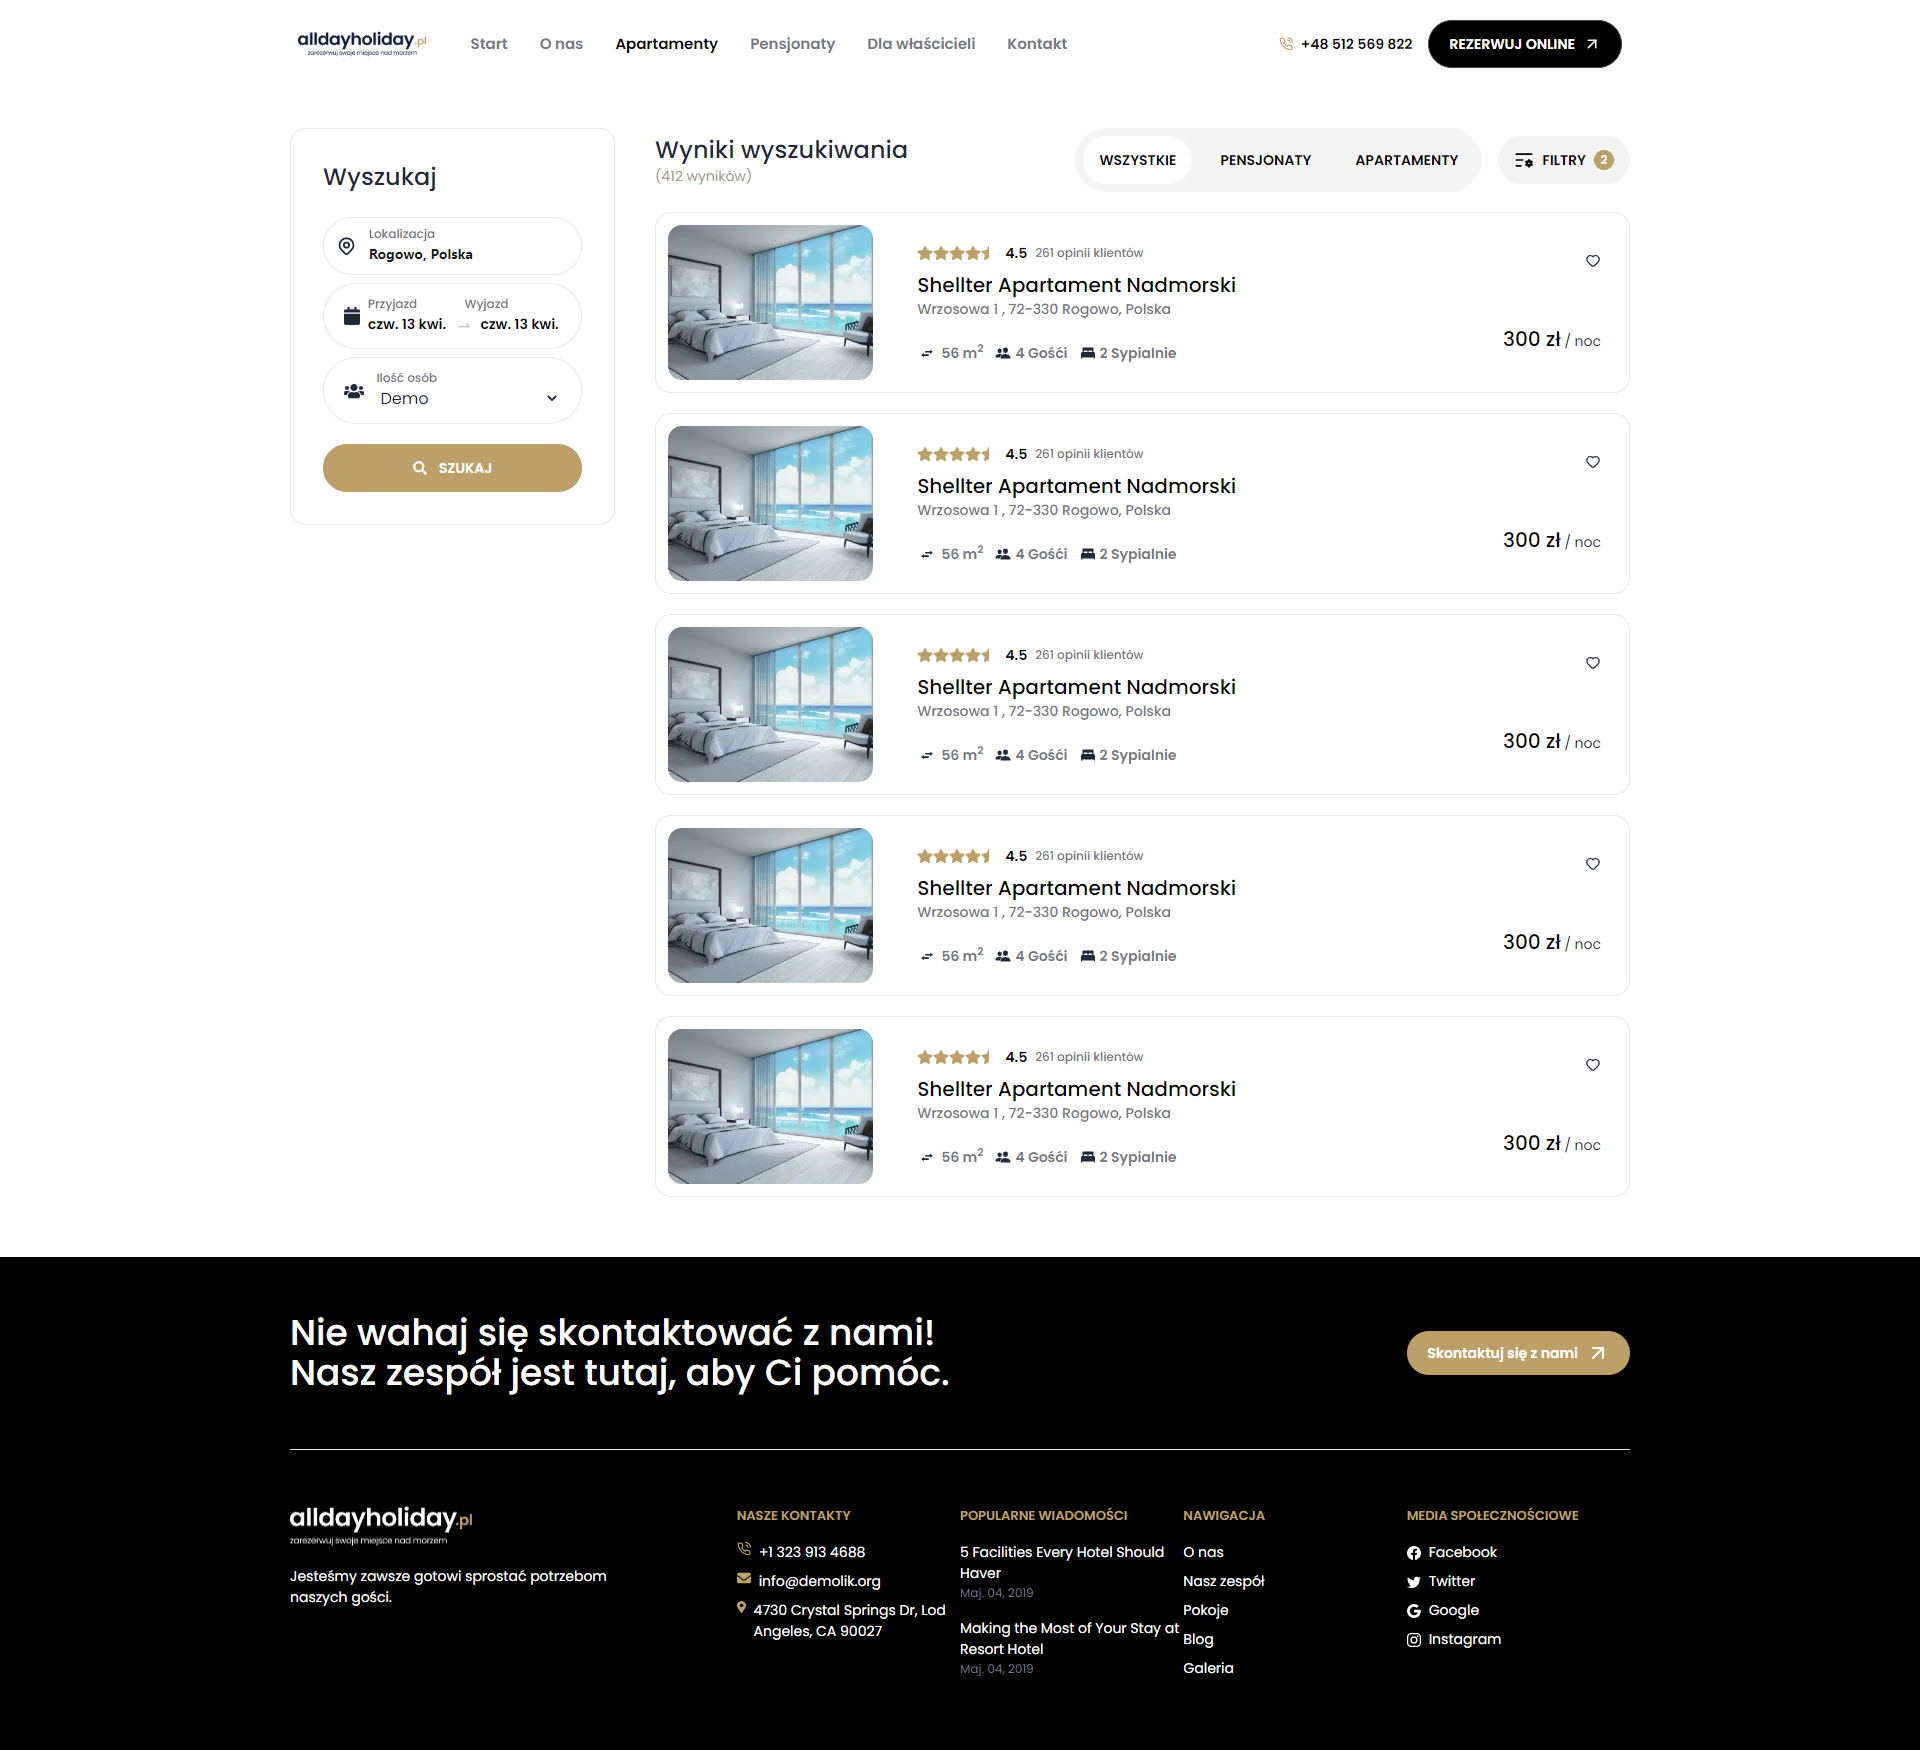 alldayholiday.pl
zarezerwuj swoje miejsce nad morzem
Start
O nas
Apartamenty
Pensjonaty
Dla właścicieli
Kontakt
+48 512 569 822
REZERWUJ ONLINE
Wyszukaj
Lokalizacja
Rogowo, Polska
Przyjazd Wyjazd
czw. 13 kwi. czw. 13 kwi.
Ilość osób
Demo
SZUKAJ
Wyniki wyszukiwania
(412 wyników)
WSZYSTKIE
PENSJONATY
APARTAMENTY
FILTRY 2
4.5 261 opinii klientów
Shellter Apartament Nadmorski
Wrzosowa 1 , 72-330 Rogowo, Polska
56 m² 4 Gośći 2 Sypialnie
300 zł / noc
4.5 261 opinii klientów
Shellter Apartament Nadmorski
Wrzosowa 1 , 72-330 Rogowo, Polska
56 m² 4 Gośći 2 Sypialnie
300 zł / noc
4.5 261 opinii klientów
Shellter Apartament Nadmorski
Wrzosowa 1 , 72-330 Rogowo, Polska
56 m² 4 Gośći 2 Sypialnie
300 zł / noc
4.5 261 opinii klientów
Shellter Apartament Nadmorski
Wrzosowa 1 , 72-330 Rogowo, Polska
56 m² 4 Gośći 2 Sypialnie
300 zł / noc
4.5 261 opinii klientów
Shellter Apartament Nadmorski
Wrzosowa 1 , 72-330 Rogowo, Polska
56 m² 4 Gośći 2 Sypialnie
300 zł / noc
Nie wahaj się skontaktować z nami!
Nasz zespół jest tutaj, aby Ci pomóc.
Skontaktuj się z nami
alldayholiday.pl
zarezerwuj swoje miejsce nad morzem
Jesteśmy zawsze gotowi sprostać potrzebom
naszych gości.
NASZE KONTAKTY
+1 323 913 4688
info@demolik.org
4730 Crystal Springs Dr, Lod
Angeles, CA 90027
POPULARNE WIADOMOŚCI
5 Facilities Every Hotel Should
Haver
Maj. 04, 2019
Making the Most of Your Stay at
Resort Hotel
Maj. 04, 2019
NAWIGACJA
O nas
Nasz zespół
Pokoje
Blog
Galeria
MEDIA SPOŁECZNOŚCIOWE
Facebook
Twitter
Google
Instagram